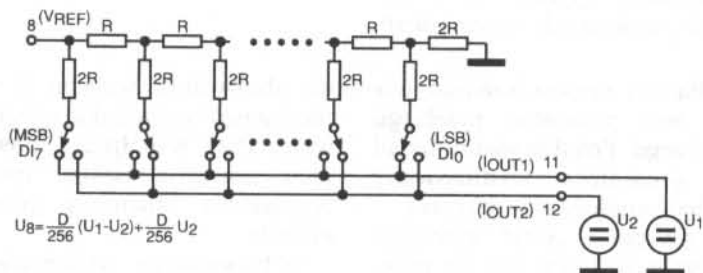 8 (VREF)
R R R 2R
2R 2R 2R 2R 2R
(MSB)
DI7
(LSB)
DI0
(IOUT1) 11
(IOUT2) 12
U2 U1
U8= D/256 (U1-U2)+ D/256 U2